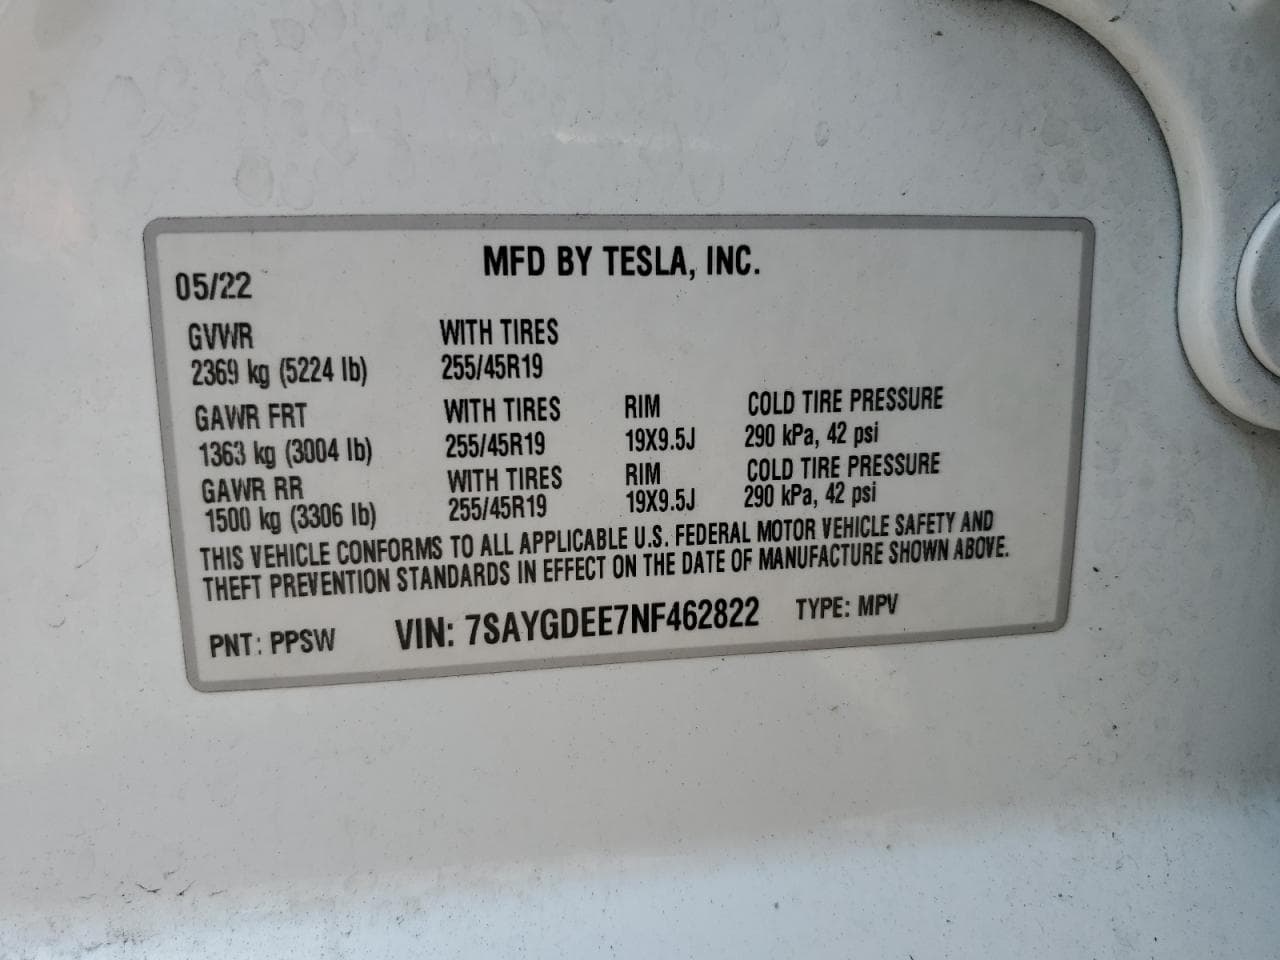 MFD BY TESLA, INC.
05/22
GVWR WITH TIRES
2369 kg (5224 lb) 255/45R19
GAWR FRT WITH TIRES RIM COLD TIRE PRESSURE
1363 kg (3004 lb) 255/45R19 19X9.5J 290 kPa, 42 psi
GAWR RR WITH TIRES RIM COLD TIRE PRESSURE
1500 kg (3306 lb) 255/45R19 19X9.5J 290 kPa, 42 psi
THIS VEHICLE CONFORMS TO ALL APPLICABLE U.S. FEDERAL MOTOR VEHICLE SAFETY AND
THEFT PREVENTION STANDARDS IN EFFECT ON THE DATE OF MANUFACTURE SHOWN ABOVE.
PNT: PPSW VIN: 7SAYGDEE7NF462822 TYPE: MPV